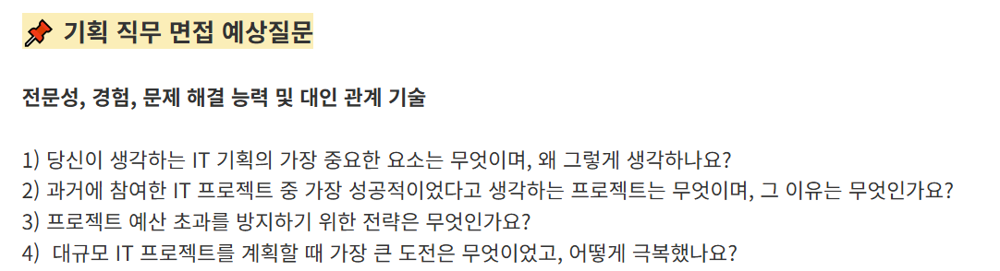 기획 직무 면접 예상질문
전문성, 경험, 문제 해결 능력 및 대인 관계 기술
1) 당신이 생각하는 IT 기획의 가장 중요한 요소는 무엇이며, 왜 그렇게 생각하나요?
2) 과거에 참여한 IT 프로젝트 중 가장 성공적이었다고 생각하는 프로젝트는 무엇이며, 그 이유는 무엇인가요?
3) 프로젝트 예산 초과를 방지하기 위한 전략은 무엇인가요?
4) 대규모 IT 프로젝트를 계획할 때 가장 큰 도전은 무엇이었고, 어떻게 극복했나요?